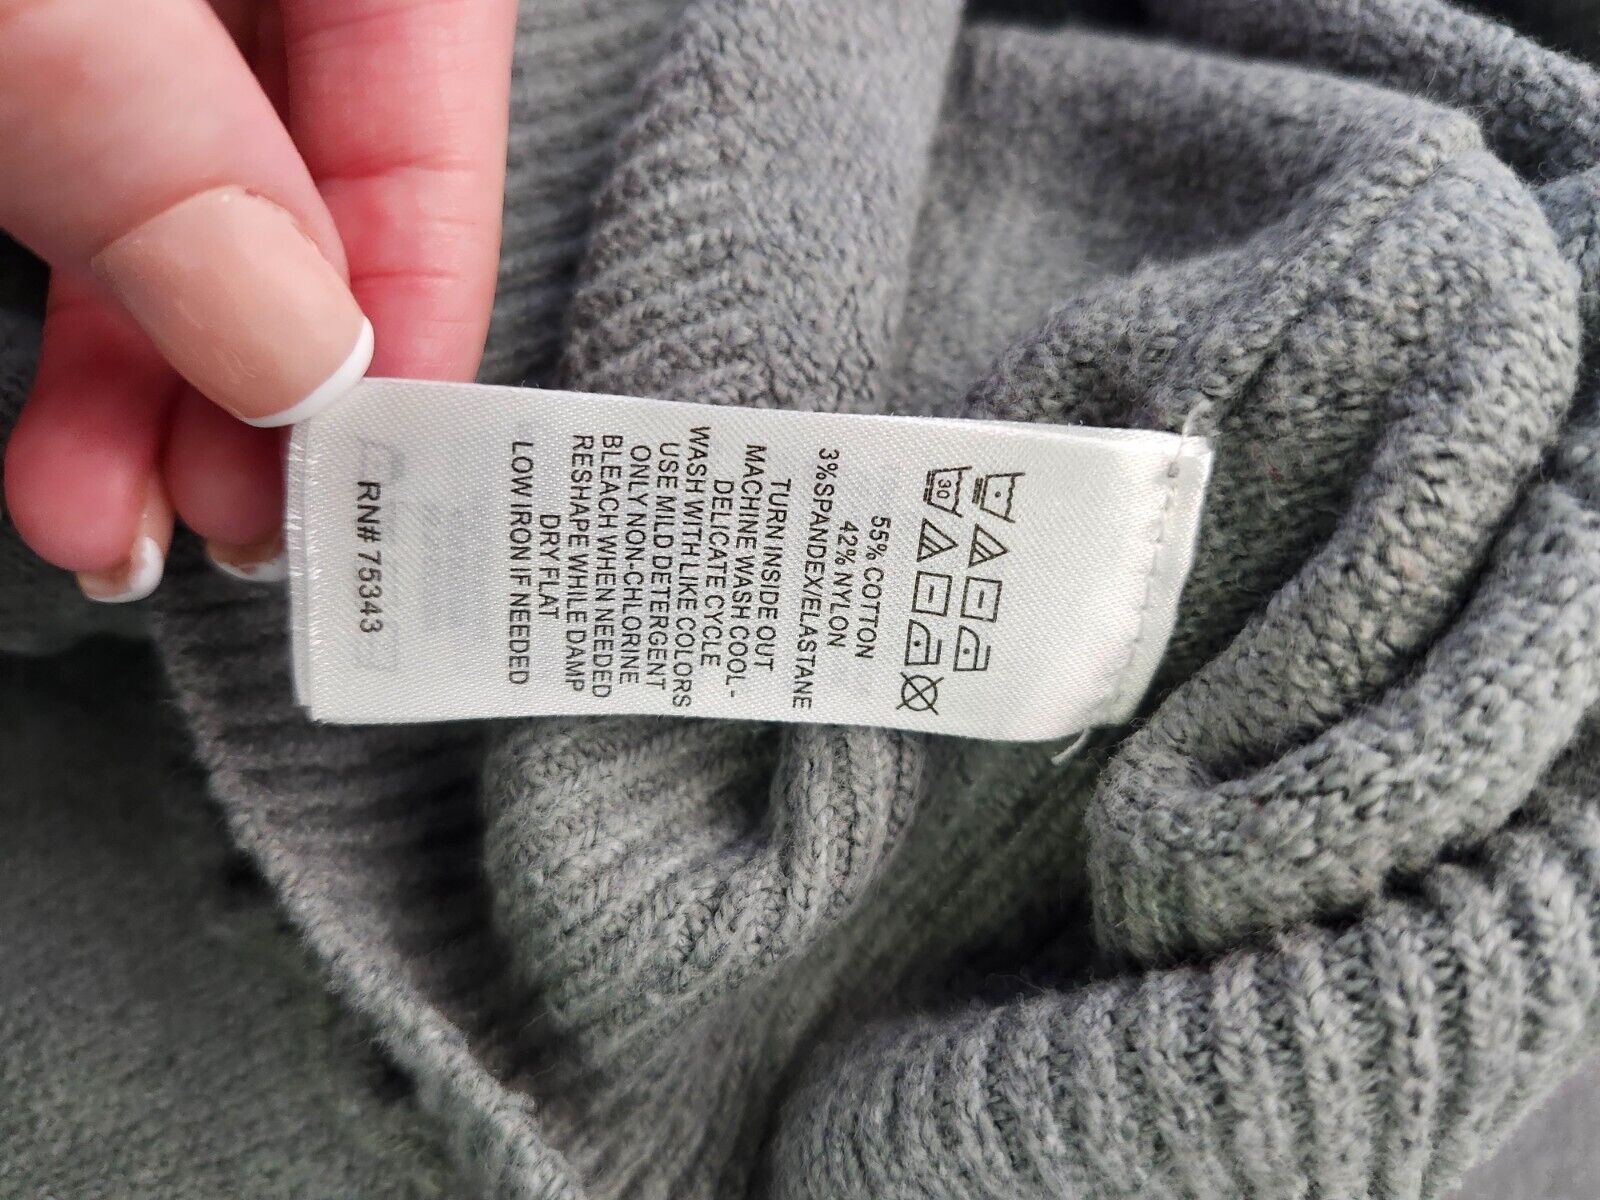 30
55% COTTON
42% NYLON
3%SPANDEX/ELASTANE
TURN INSIDE OUT
MACHINE WASH COOL-
DELICATE CYCLE
WASH WITH LIKE COLORS
USE MILD DETERGENT
ONLY NON-CHLORINE
BLEACH WHEN NEEDED
RESHAPE WHILE DAMP
DRY FLAT
LOW IRON IF NEEDED
RN# 75343